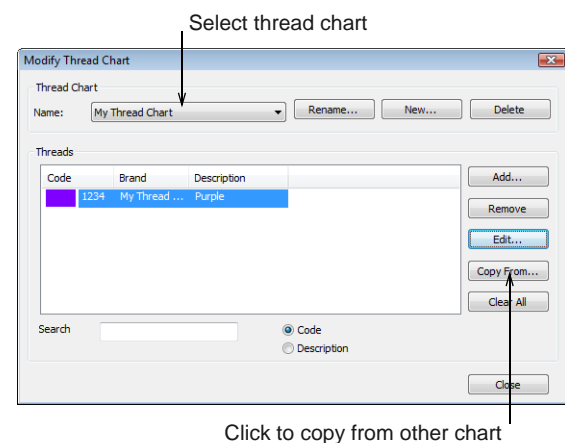 Select thread chart
Modify Thread Chart
Thread Chart
Name: My Thread Chart Rename... New... Delete
Threads
Code Brand Description Add...
1234 My Thread ... Purple
Remove
Edit...
Copy From...
Clear All
Search Code
Description
Close
Click to copy from other chart